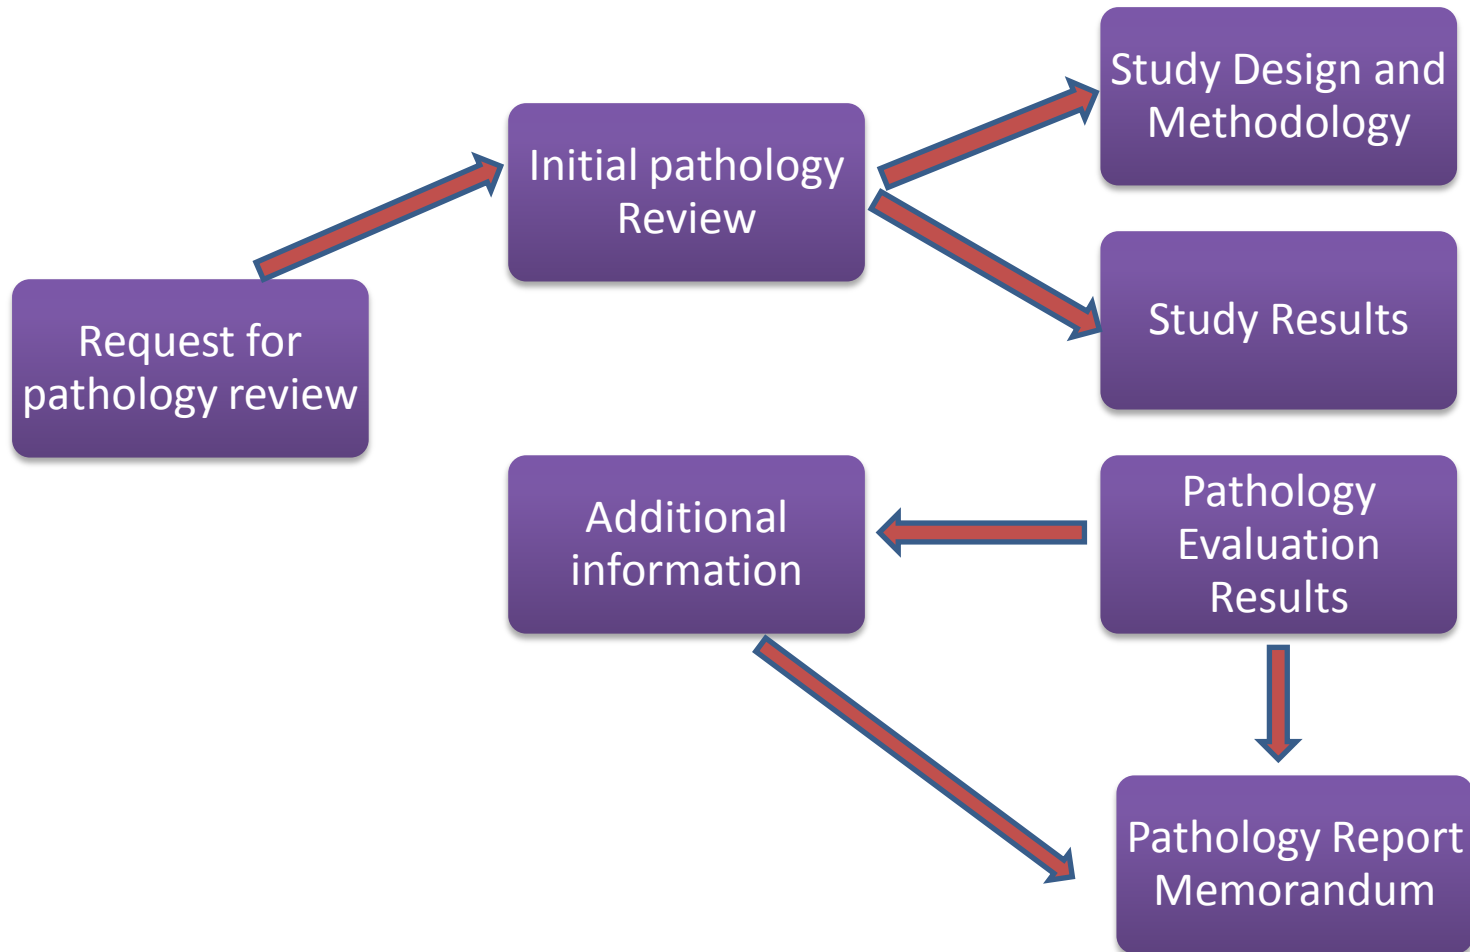 Request for
pathology review
Initial pathology
Review
Study Design and
Methodology
Study Results
Pathology
Evaluation
Results
Additional
information
Pathology Report
Memorandum